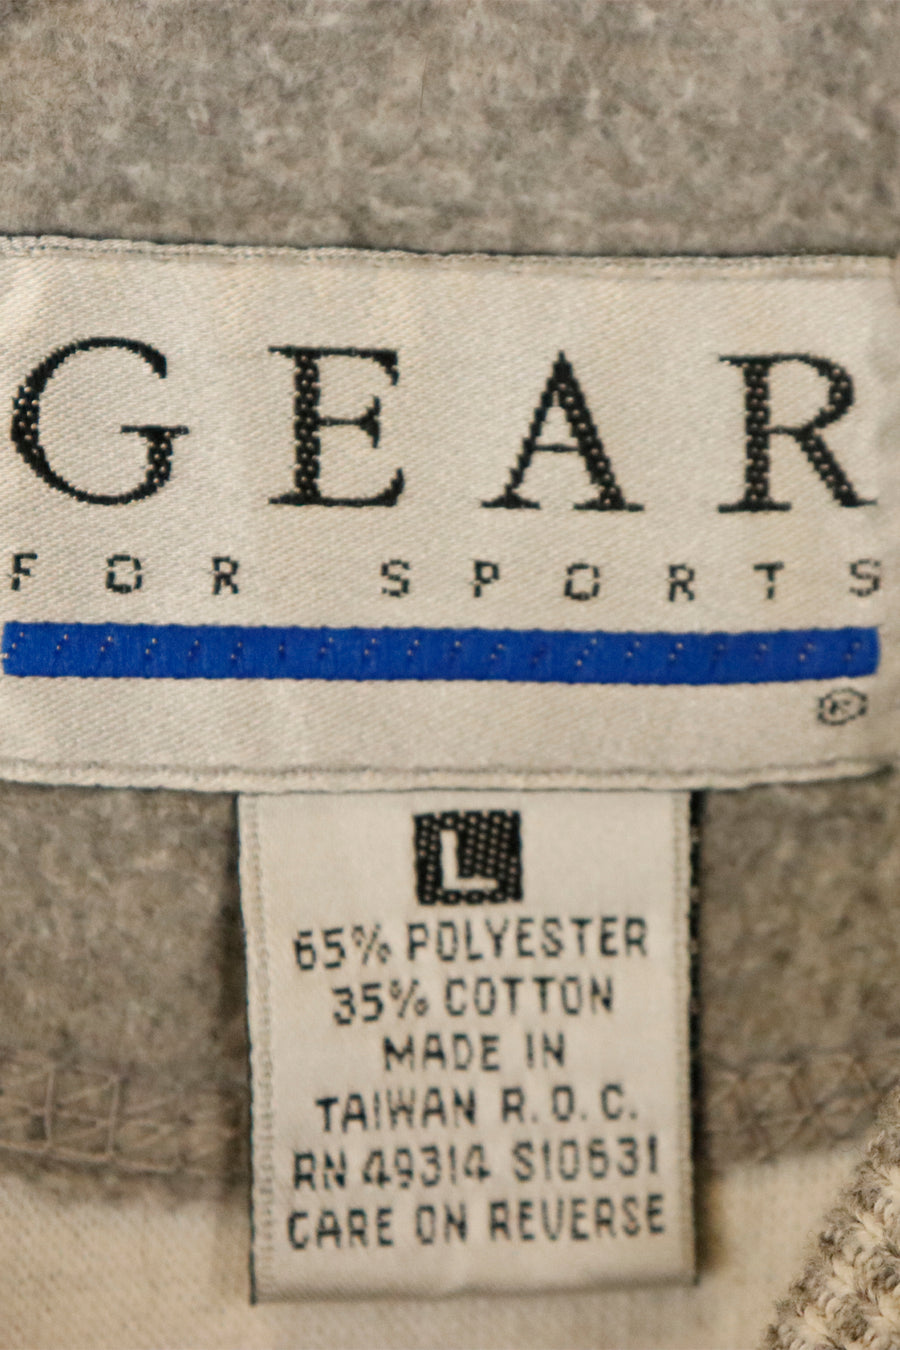 GEAR
FOR SPORTS
®
L
65% POLYESTER
35% COTTON
MADE IN
TAIWAN R.O.C.
RN 49314 S10631
CARE ON REVERSE